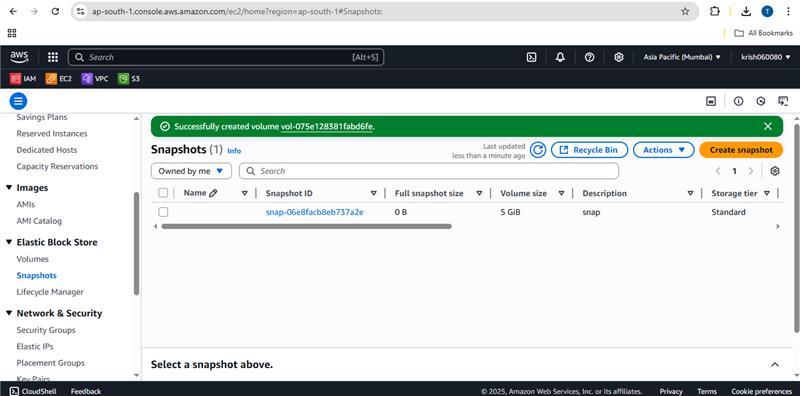 ap-south-1.console.aws.amazon.com/ec2/home?region=ap-south-1#Snapshots:
T
All Bookmarks
aws
Search
[Alt+S]
Asia Pacific (Mumbai)
krish060080
IAM
EC2
VPC
S3
Savings Plans
Reserved Instances
Dedicated Hosts
Capacity Reservations
Images
AMIs
AMI Catalog
Elastic Block Store
Volumes
Snapshots
Lifecycle Manager
Network & Security
Security Groups
Elastic IPs
Placement Groups
Key Pairs
Successfully created volume vol-075e128381fabd6fe.
Snapshots (1) Info
Last updated
less than a minute ago
Recycle Bin
Actions
Create snapshot
Owned by me
Search
1
Name
Snapshot ID
Full snapshot size
Volume size
Description
Storage tier
snap-06e8facb8eb737a2e
0 B
5 GiB
snap
Standard
Select a snapshot above.
CloudShell
Feedback
© 2025, Amazon Web Services, Inc. or its affiliates.
Privacy
Terms
Cookie preferences